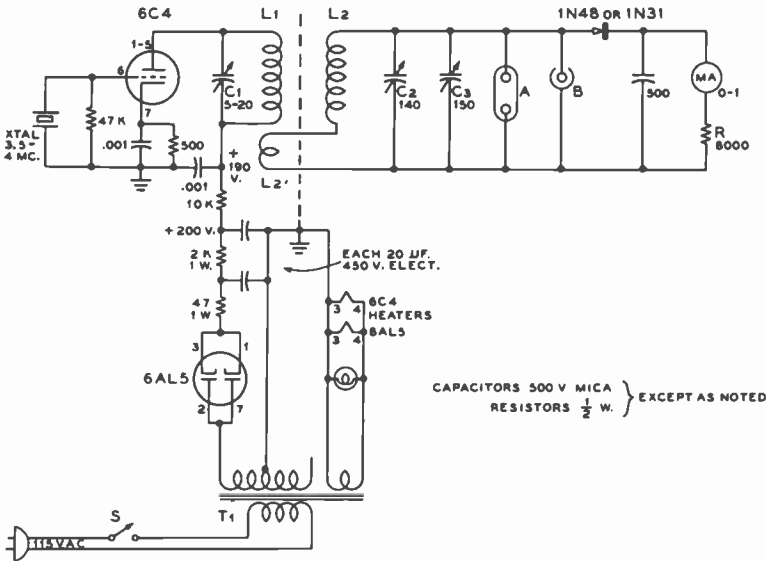 6C4
L1
L2
1N48 OR 1N31
1-5
6
7
C1
5-20
C2
140
C3
150
A
B
500
MA
0-1
R
8000
XTAL
3.5-
4 MC.
47 K
.001
500
.001
+
190
V.
L2'
10K
+200 V.
2 K
1 W.
EACH 20 µF.
450 V. ELECT.
47
1 W
3 4
6C4
HEATERS
3 4
6AL5
3
1
6AL5
2
7
CAPACITORS 500 V MICA
RESISTORS 1/2 W.
EXCEPT AS NOTED
T1
S
115 VAC